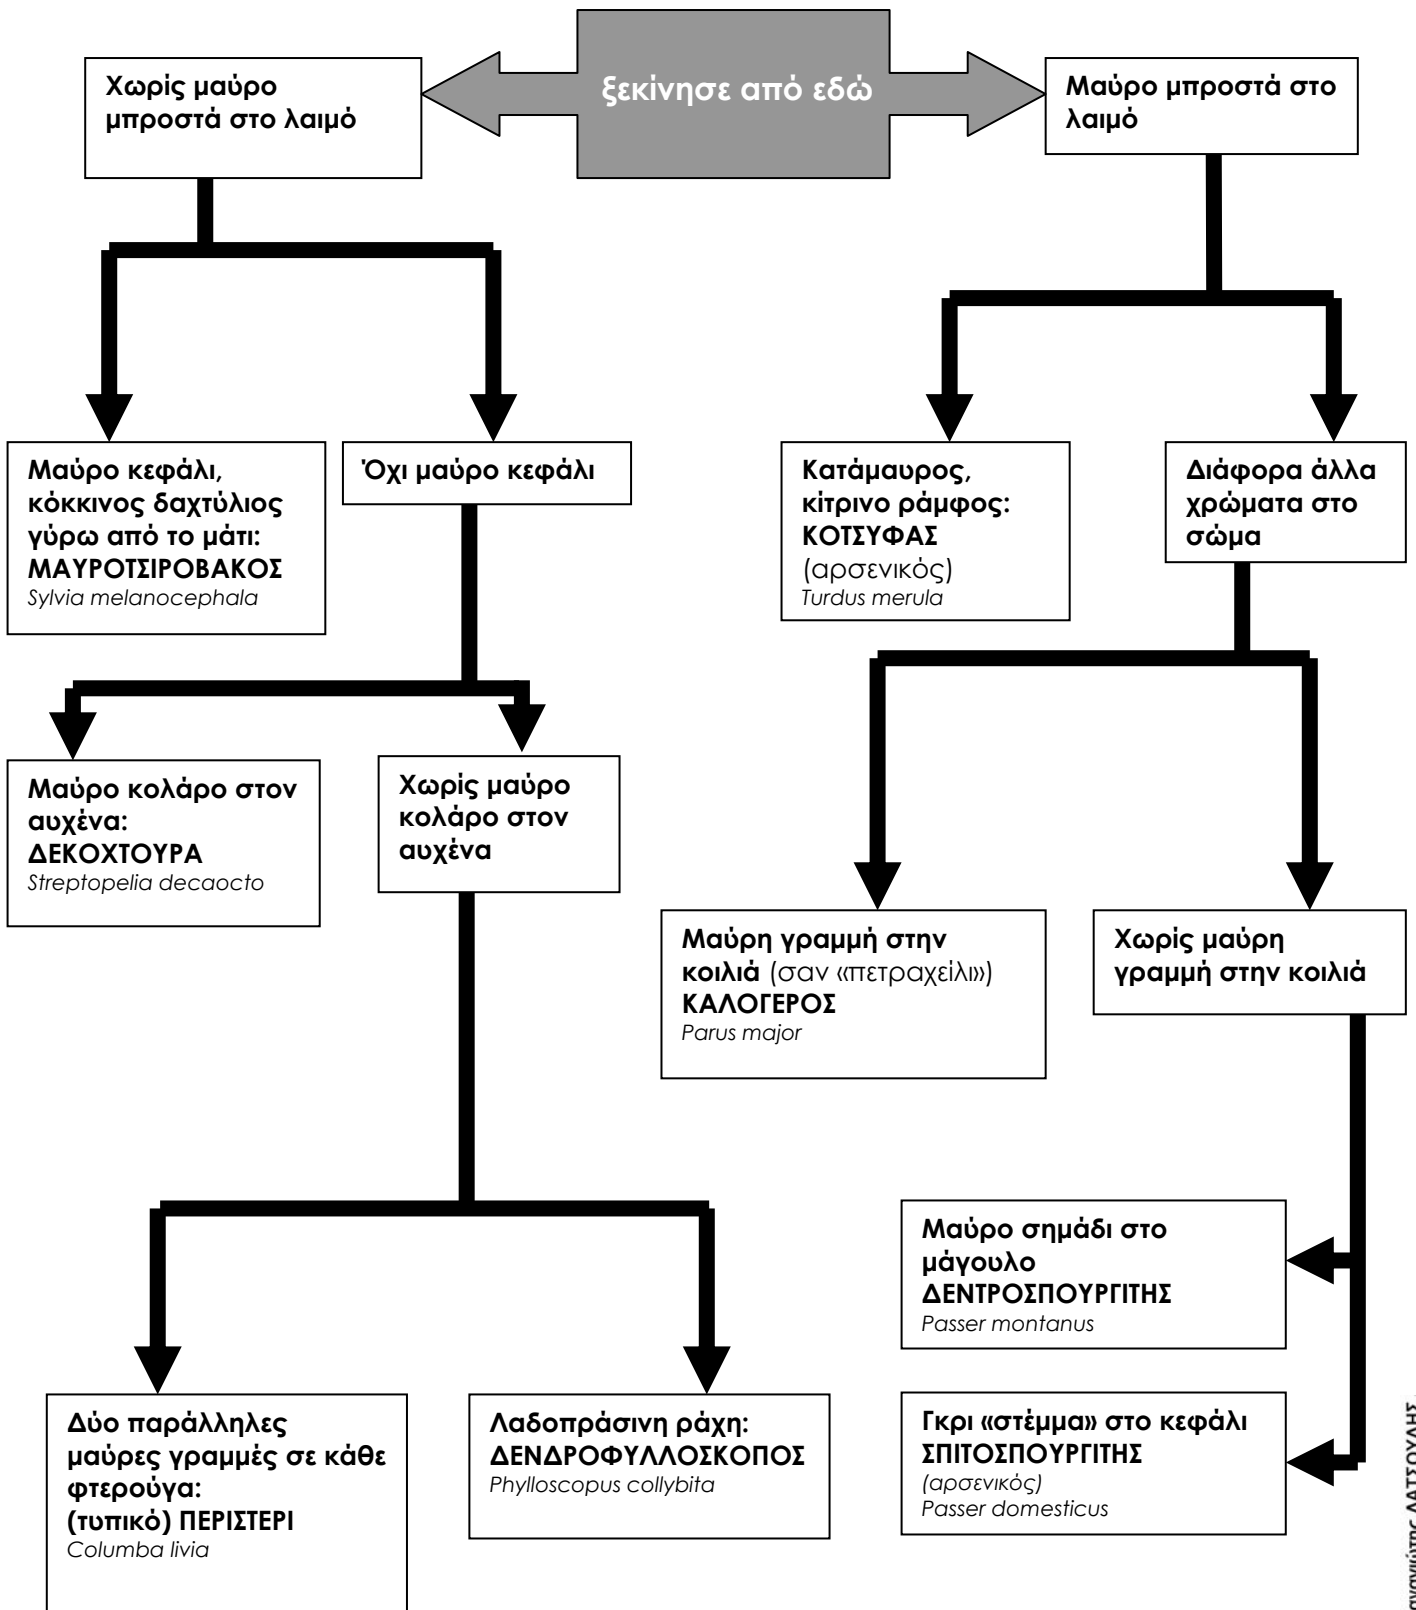 ξεκίνησε από εδώ
Χωρίς μαύρο
μπροστά στο λαιμό
Μαύρο μπροστά στο
λαιμό
Μαύρο κεφάλι,
κόκκινος δαχτύλιος
γύρω από το μάτι:
ΜΑΥΡΟΤΣΙΡΟΒΑΚΟΣ
Sylvia melanocephala
Όχι μαύρο κεφάλι
Κατάμαυρος,
κίτρινο ράμφος:
ΚΟΤΣΥΦΑΣ
(αρσενικός)
Turdus merula
Διάφορα άλλα
χρώματα στο
σώμα
Μαύρο κολάρο στον
αυχένα:
ΔΕΚΟΧΤΟΥΡΑ
Streptopelia decaocto
Χωρίς μαύρο
κολάρο στον
αυχένα
Μαύρη γραμμή στην
κοιλιά (σαν «πετραχείλι»)
ΚΑΛΟΓΕΡΟΣ
Parus major
Χωρίς μαύρη
γραμμή στην κοιλιά
Μαύρο σημάδι στο
μάγουλο
ΔΕΝΤΡΟΣΠΟΥΡΓΙΤΗΣ
Passer montanus
Γκρι «στέμμα» στο κεφάλι
ΣΠΙΤΟΣΠΟΥΡΓΙΤΗΣ
(αρσενικός)
Passer domesticus
Δύο παράλληλες
μαύρες γραμμές σε κάθε
φτερούγα:
(τυπικό) ΠΕΡΙΣΤΕΡΙ
Columba livia
Λαδοπράσινη ράχη:
ΔΕΝΔΡΟΦΥΛΛΟΣΚΟΠΟΣ
Phylloscopus collybita